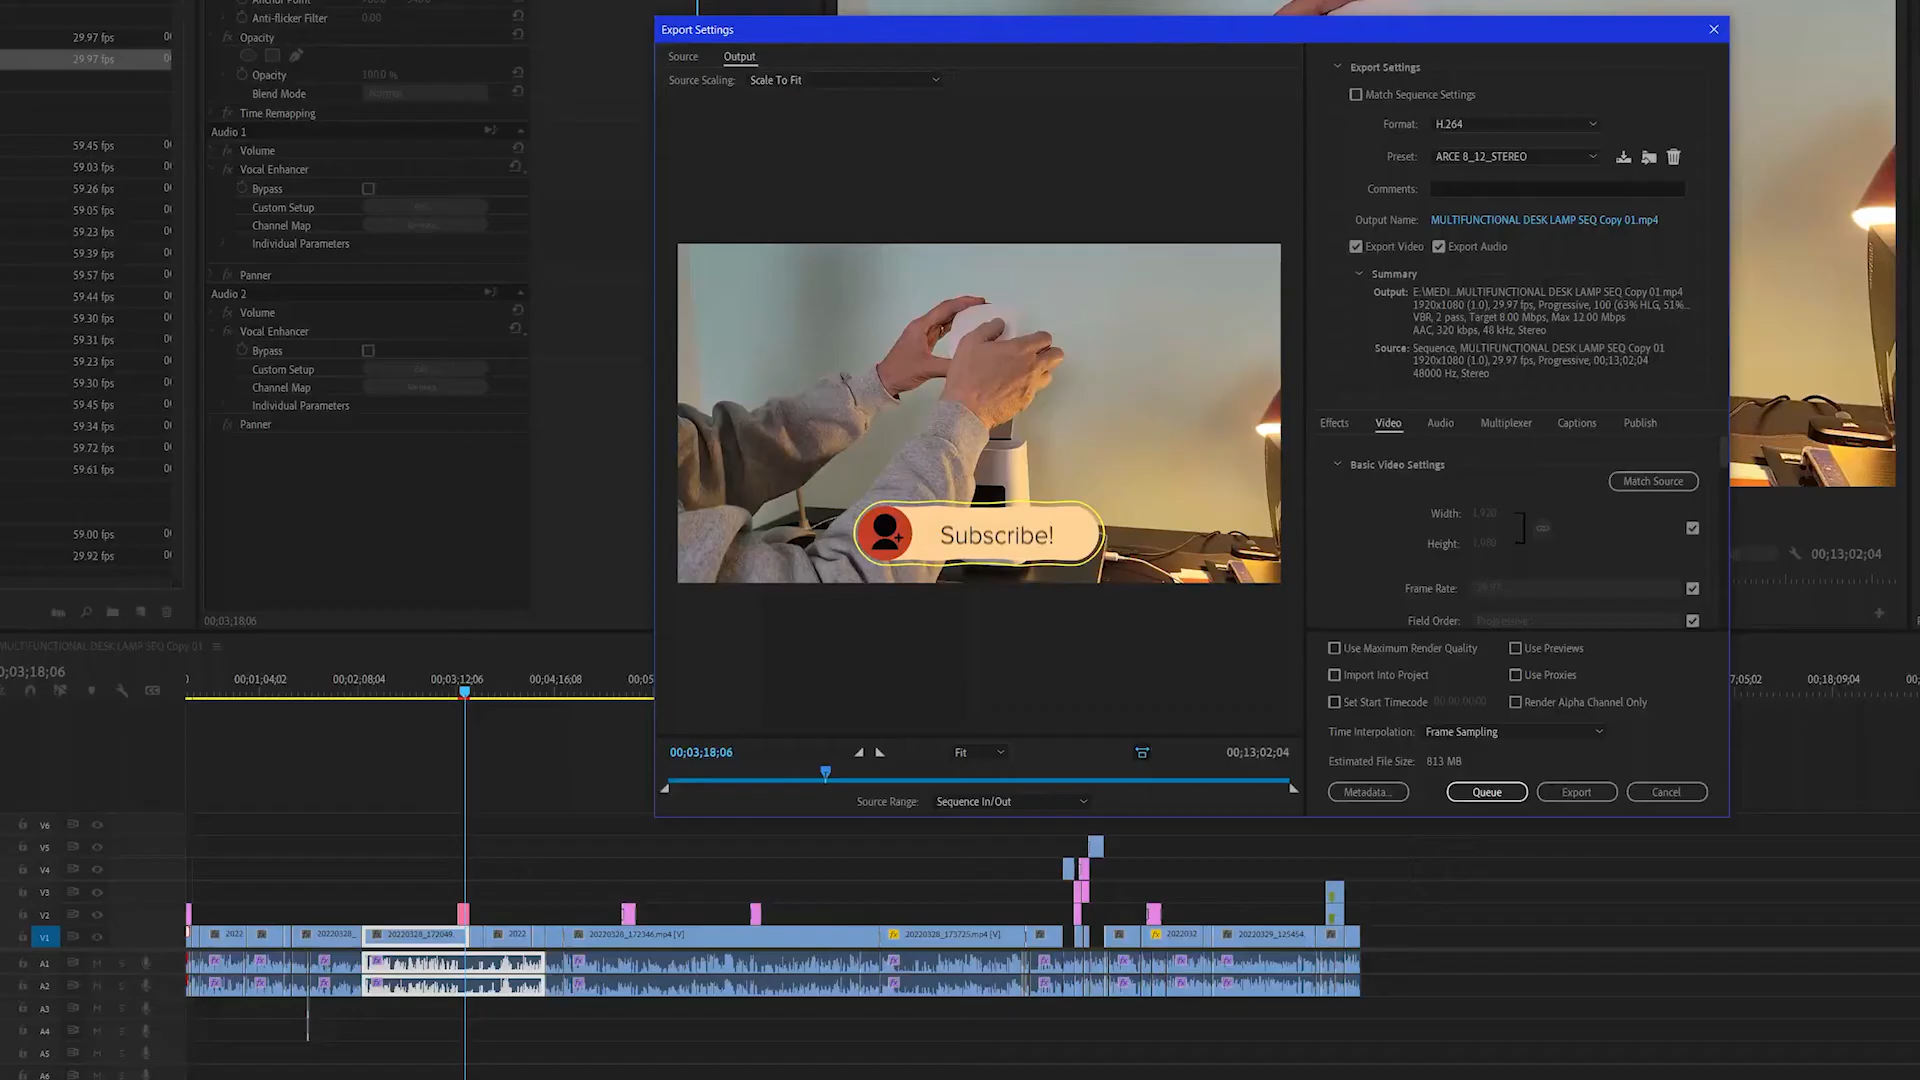 29.97 fps
29.97 fps
59.45 fps
59.03 fps
59.26 fps
59.05 fps
59.23 fps
59.39 fps
59.57 fps
59.44 fps
59.30 fps
59.31 fps
59.23 fps
59.30 fps
59.45 fps
59.34 fps
59.72 fps
59.61 fps
59.00 fps
29.92 fps
Anti-flicker Filter 0.00
fx Opacity
Opacity 100.0 %
Blend Mode Normal
fx Time Remapping
Audio 1
fx Volume
fx Vocal Enhancer
Bypass
Custom Setup
Channel Map
Individual Parameters
fx Panner
Audio 2
fx Volume
fx Vocal Enhancer
Bypass
Custom Setup
Channel Map
Individual Parameters
fx Panner
00;03;18;06
Export Settings
Source Output
Source Scaling: Scale To Fit
Subscribe!
00;03;18;06 Fit 00;13;02;04
Source Range: Sequence In/Out
Export Settings
Match Sequence Settings
Format: H.264
Preset: ARCE 8_12_STEREO
Comments:
Output Name: MULTIFUNCTIONAL DESK LAMP SEQ Copy 01.mp4
Export Video Export Audio
Summary
Output: E:\MEDI...MULTIFUNCTIONAL DESK LAMP SEQ Copy 01.mp4
1920x1080 (1.0), 29.97 fps, Progressive, 100 (63% HLG, 51%...
VBR, 2 pass, Target 8.00 Mbps, Max 12.00 Mbps
AAC, 320 kbps, 48 kHz, Stereo
Source: Sequence, MULTIFUNCTIONAL DESK LAMP SEQ Copy 01
1920x1080 (1.0), 29.97 fps, Progressive, 00;13;02;04
48000 Hz, Stereo
Effects Video Audio Multiplexer Captions Publish
Basic Video Settings
Match Source
Width: 1,920
Height: 1,080
Frame Rate: 29.97
Field Order: Progressive
Use Maximum Render Quality Use Previews
Import Into Project Use Proxies
Set Start Timecode 00;00;00;00 Render Alpha Channel Only
Time Interpolation: Frame Sampling
Estimated File Size: 813 MB
Metadata... Queue Export Cancel
00;13;02;04
MULTIFUNCTIONAL DESK LAMP SEQ Copy 01
0;03;18;06
00;01;04;02 00;02;08;04 00;03;12;06 00;04;16;08 00;05 7;05;02 00;18;09;04 00;
V6
V5
V4
V3
V2
V1 2022 20220328_ 20220328_172049. 2022 20220328_172346.mp4 [V] 20220328_173725.mp4 [V] 2022032 20220329_125454.
A1 M S
A2 M S
A3 M S
A4 M S
A5 M S
A6 M S